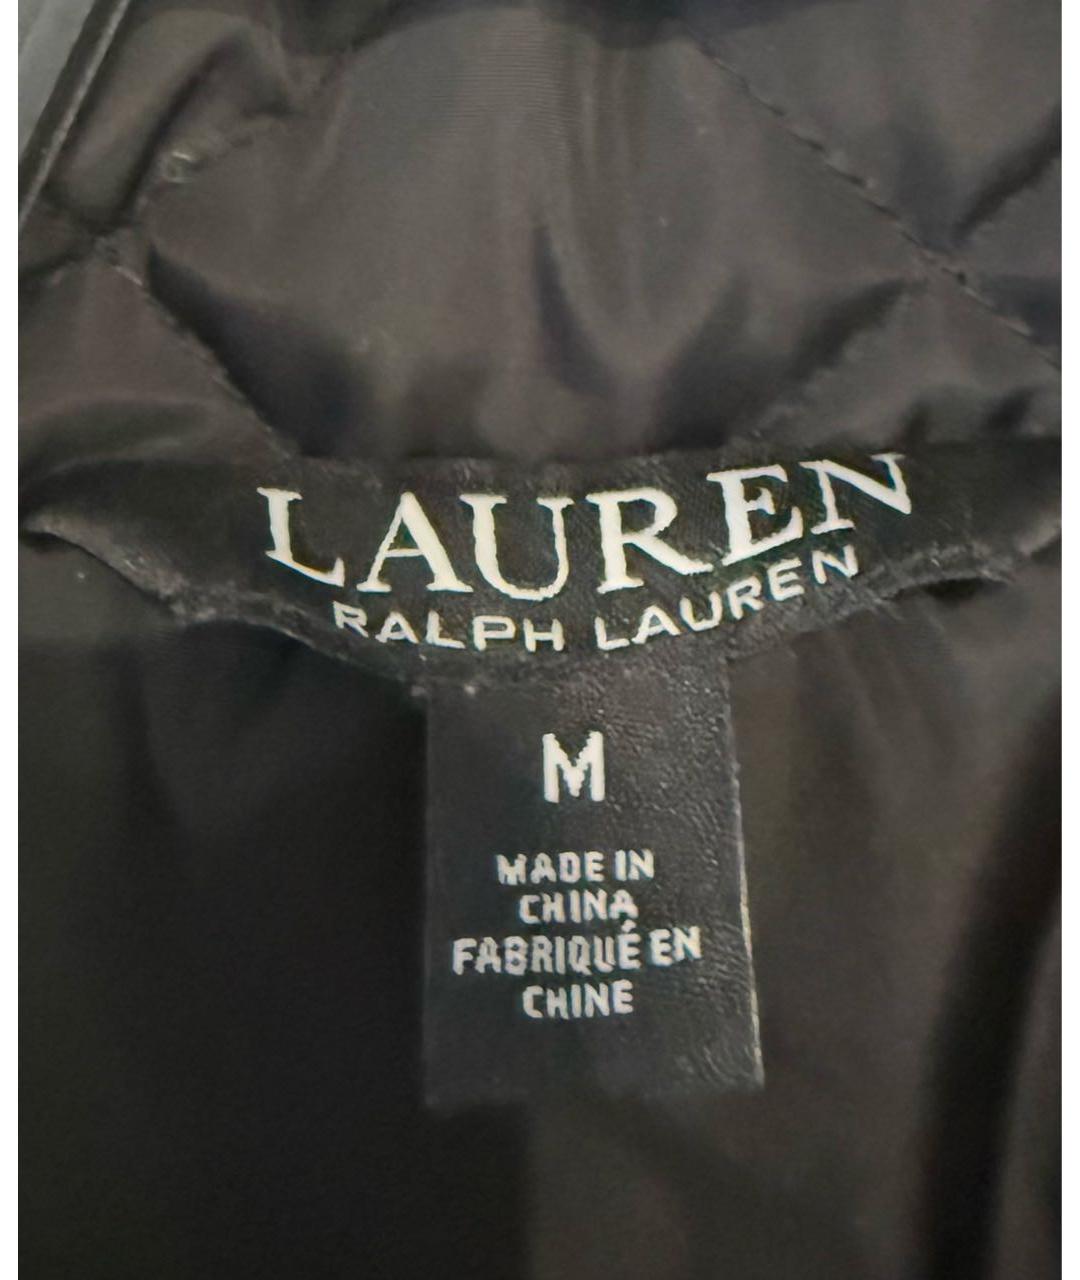 LAUREN
RALPH LAUREN
M
MADE IN
CHINA
FABRIQUÉ EN
CHINE